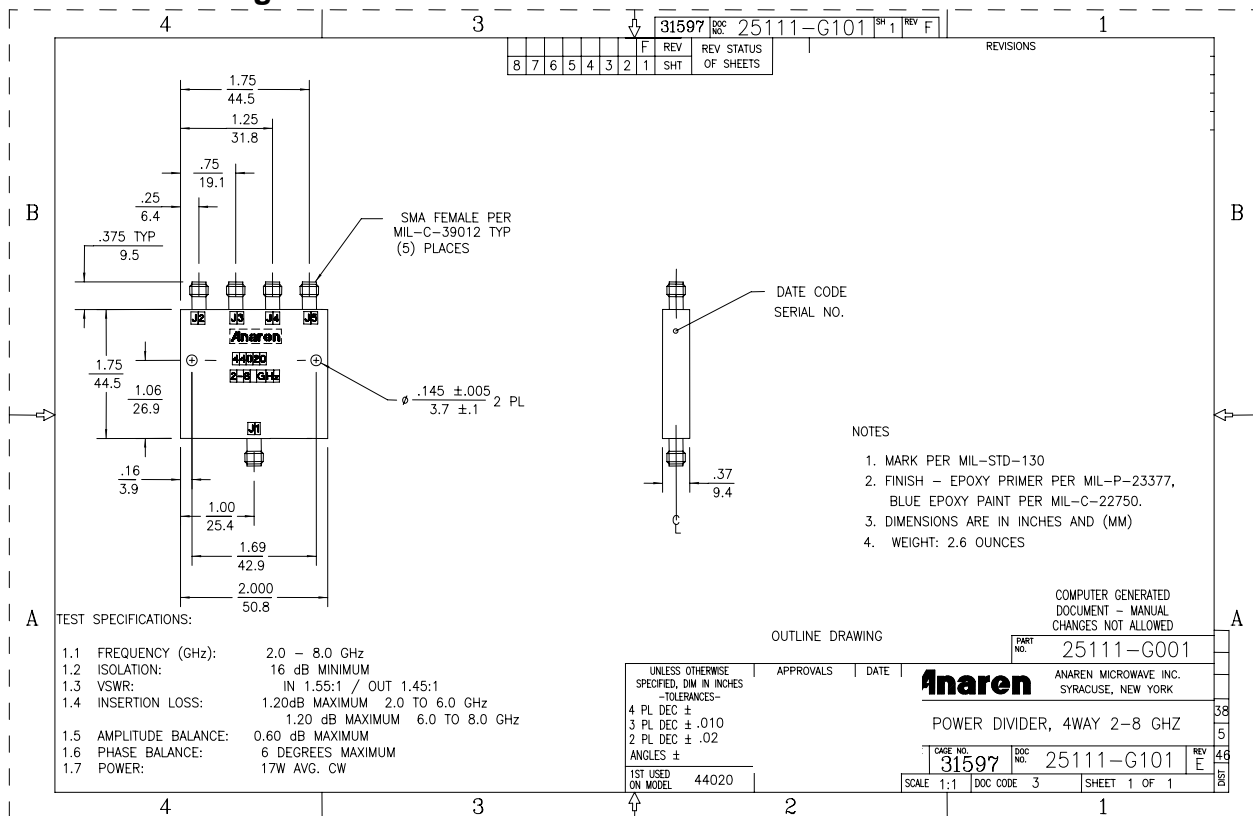 4
3
1
31597 DOC NO. 25111-G101 SH 1 REV F
F REV
8 7 6 5 4 3 2 1 SHT
REV STATUS
OF SHEETS
REVISIONS
B
B
1.75
44.5
1.25
31.8
.75
19.1
.25
6.4
.375 TYP
9.5
SMA FEMALE PER
MIL-C-39012 TYP
(5) PLACES
J2 J3 J4 J5
Anaren
44020
2-8 GHz
J1
1.75
44.5
1.06
26.9
ø .145 ±.005
3.7 ±.1
2 PL
.16
3.9
1.00
25.4
1.69
42.9
2.000
50.8
DATE CODE
SERIAL NO.
.37
9.4
CL
NOTES
1. MARK PER MIL-STD-130
2. FINISH - EPOXY PRIMER PER MIL-P-23377,
BLUE EPOXY PAINT PER MIL-C-22750.
3. DIMENSIONS ARE IN INCHES AND (MM)
4. WEIGHT: 2.6 OUNCES
A
A
TEST SPECIFICATIONS:
1.1 FREQUENCY (GHz): 2.0 - 8.0 GHz
1.2 ISOLATION: 16 dB MINIMUM
1.3 VSWR: IN 1.55:1 / OUT 1.45:1
1.4 INSERTION LOSS: 1.20dB MAXIMUM 2.0 TO 6.0 GHz
1.20 dB MAXIMUM 6.0 TO 8.0 GHz
1.5 AMPLITUDE BALANCE: 0.60 dB MAXIMUM
1.6 PHASE BALANCE: 6 DEGREES MAXIMUM
1.7 POWER: 17W AVG. CW
OUTLINE DRAWING
COMPUTER GENERATED
DOCUMENT - MANUAL
CHANGES NOT ALLOWED
PART NO. 25111-G001
UNLESS OTHERWISE
SPECIFIED, DIM IN INCHES
-TOLERANCES-
4 PL DEC ±
3 PL DEC ± .010
2 PL DEC ± .02
ANGLES ±
1ST USED
ON MODEL 44020
APPROVALS DATE
Anaren
ANAREN MICROWAVE INC.
SYRACUSE, NEW YORK
POWER DIVIDER, 4WAY 2-8 GHZ
CAGE NO. 31597 DOC NO. 25111-G101 REV E
SCALE 1:1 DOC CODE 3 SHEET 1 OF 1
38
5
46
DIST
4
3
2
1